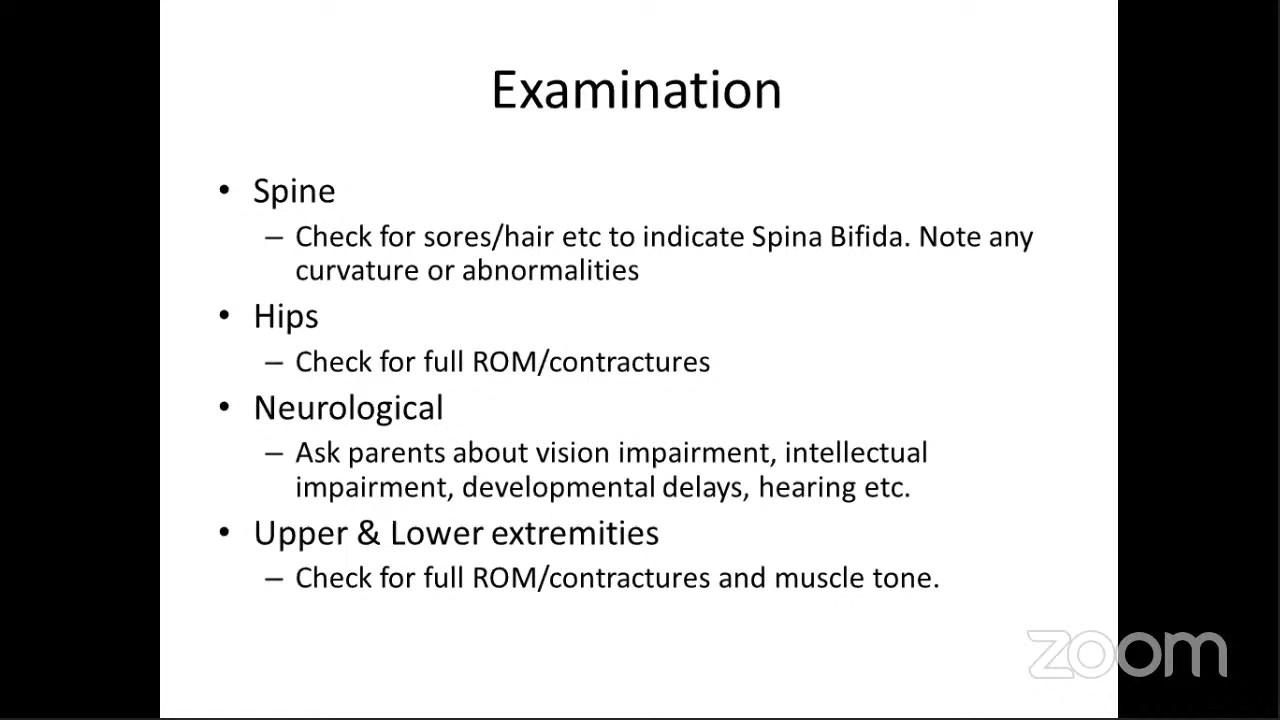 Examination
• Spine
– Check for sores/hair etc to indicate Spina Bifida. Note any
curvature or abnormalities
• Hips
– Check for full ROM/contractures
• Neurological
– Ask parents about vision impairment, intellectual
impairment, developmental delays, hearing etc.
• Upper & Lower extremities
– Check for full ROM/contractures and muscle tone.
zoom